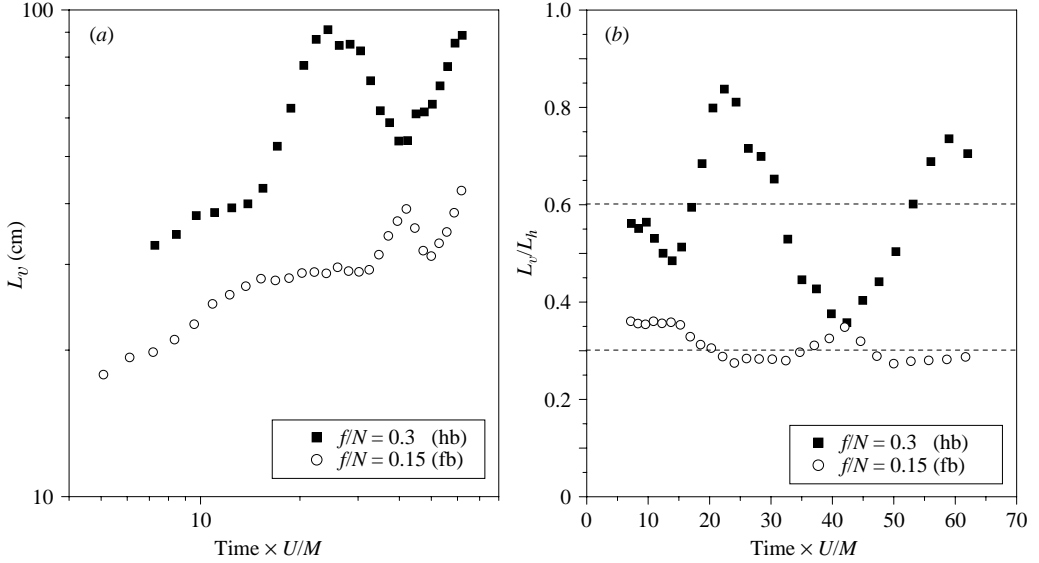 100
(a)
L_v (cm)
10
10
Time × U/M
f/N = 0.3 (hb)
f/N = 0.15 (fb)
1.0
(b)
0.8
0.6
L_v/L_h
0.4
0.2
0
0 10 20 30 40 50 60 70
Time × U/M
f/N = 0.3 (hb)
f/N = 0.15 (fb)